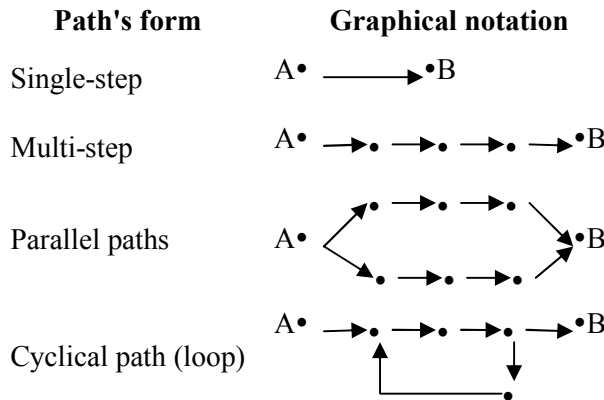 Path's form Graphical notation
Single-step A• •B
Multi-step A• •B
Parallel paths A• •B
A• •B
Cyclical path (loop)